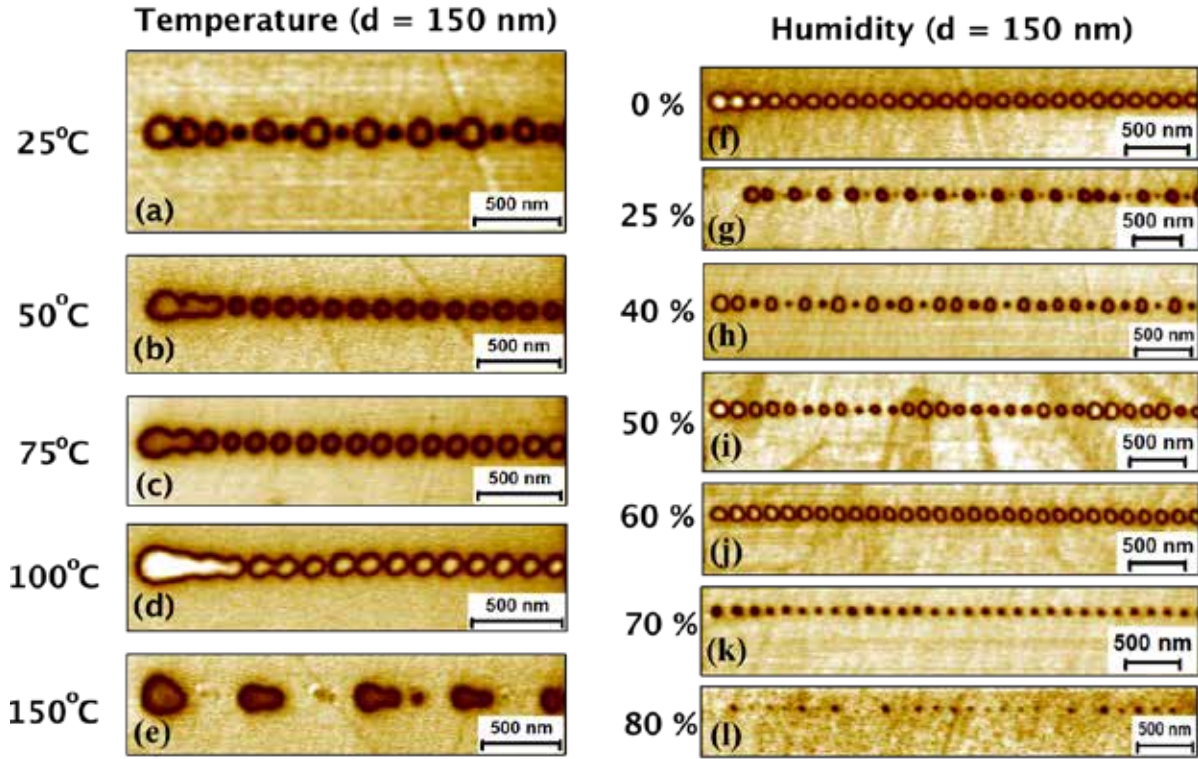 Temperature (d = 150 nm)
25°C
(a)
500 nm
50°C
(b)
500 nm
75°C
(c)
500 nm
100°C
(d)
500 nm
150°C
(e)
500 nm
Humidity (d = 150 nm)
0 %
(f)
500 nm
25 %
(g)
500 nm
40 %
(h)
500 nm
50 %
(i)
500 nm
60 %
(j)
500 nm
70 %
(k)
500 nm
80 %
(l)
500 nm